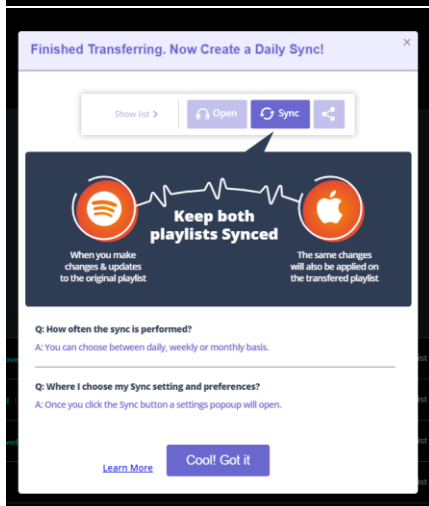 Finished Transferring. Now Create a Daily Sync!
×
Show list >
Open
Sync
Keep both
playlists Synced
When you make
changes & updates
to the original playlist
The same changes
will also be applied on
the transfered playlist
Q: How often the sync is performed?
A: You can choose between daily, weekly or monthly basis.
Q: Where I choose my Sync setting and preferences?
A: Once you click the Sync button a settings popoup will open.
Learn More
Cool! Got it